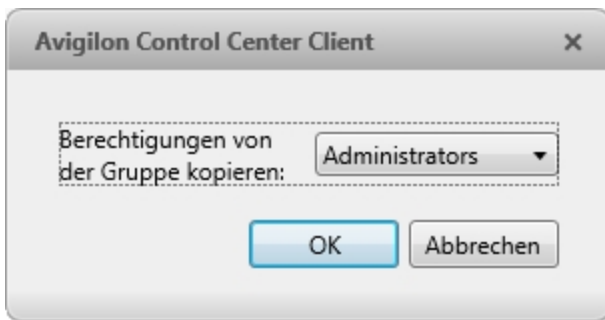 Avigilon Control Center Client
Berechtigungen von
der Gruppe kopieren:
Administrators
OK
Abbrechen